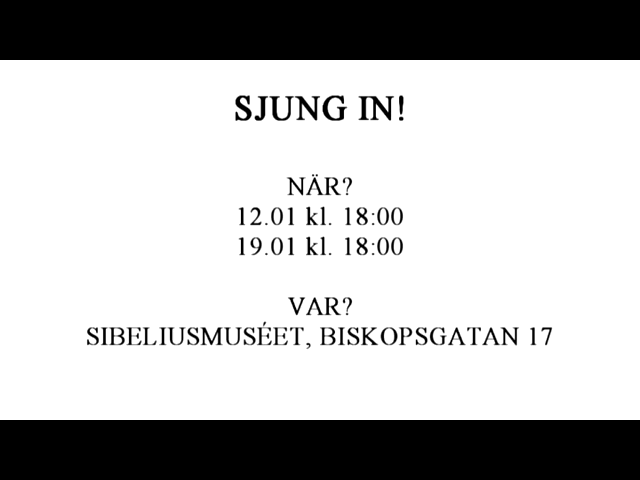 SJUNG IN!
NÄR?
12.01 kl. 18:00
19.01 kl. 18:00
VAR?
SIBELIUSMUSÉET, BISKOPSGATAN 17